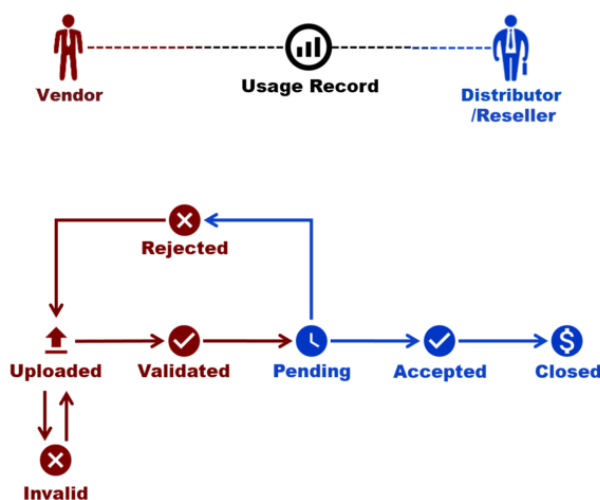 Vendor
Usage Record
Distributor
/Reseller
Rejected
Uploaded
Validated
Pending
Accepted
Closed
Invalid